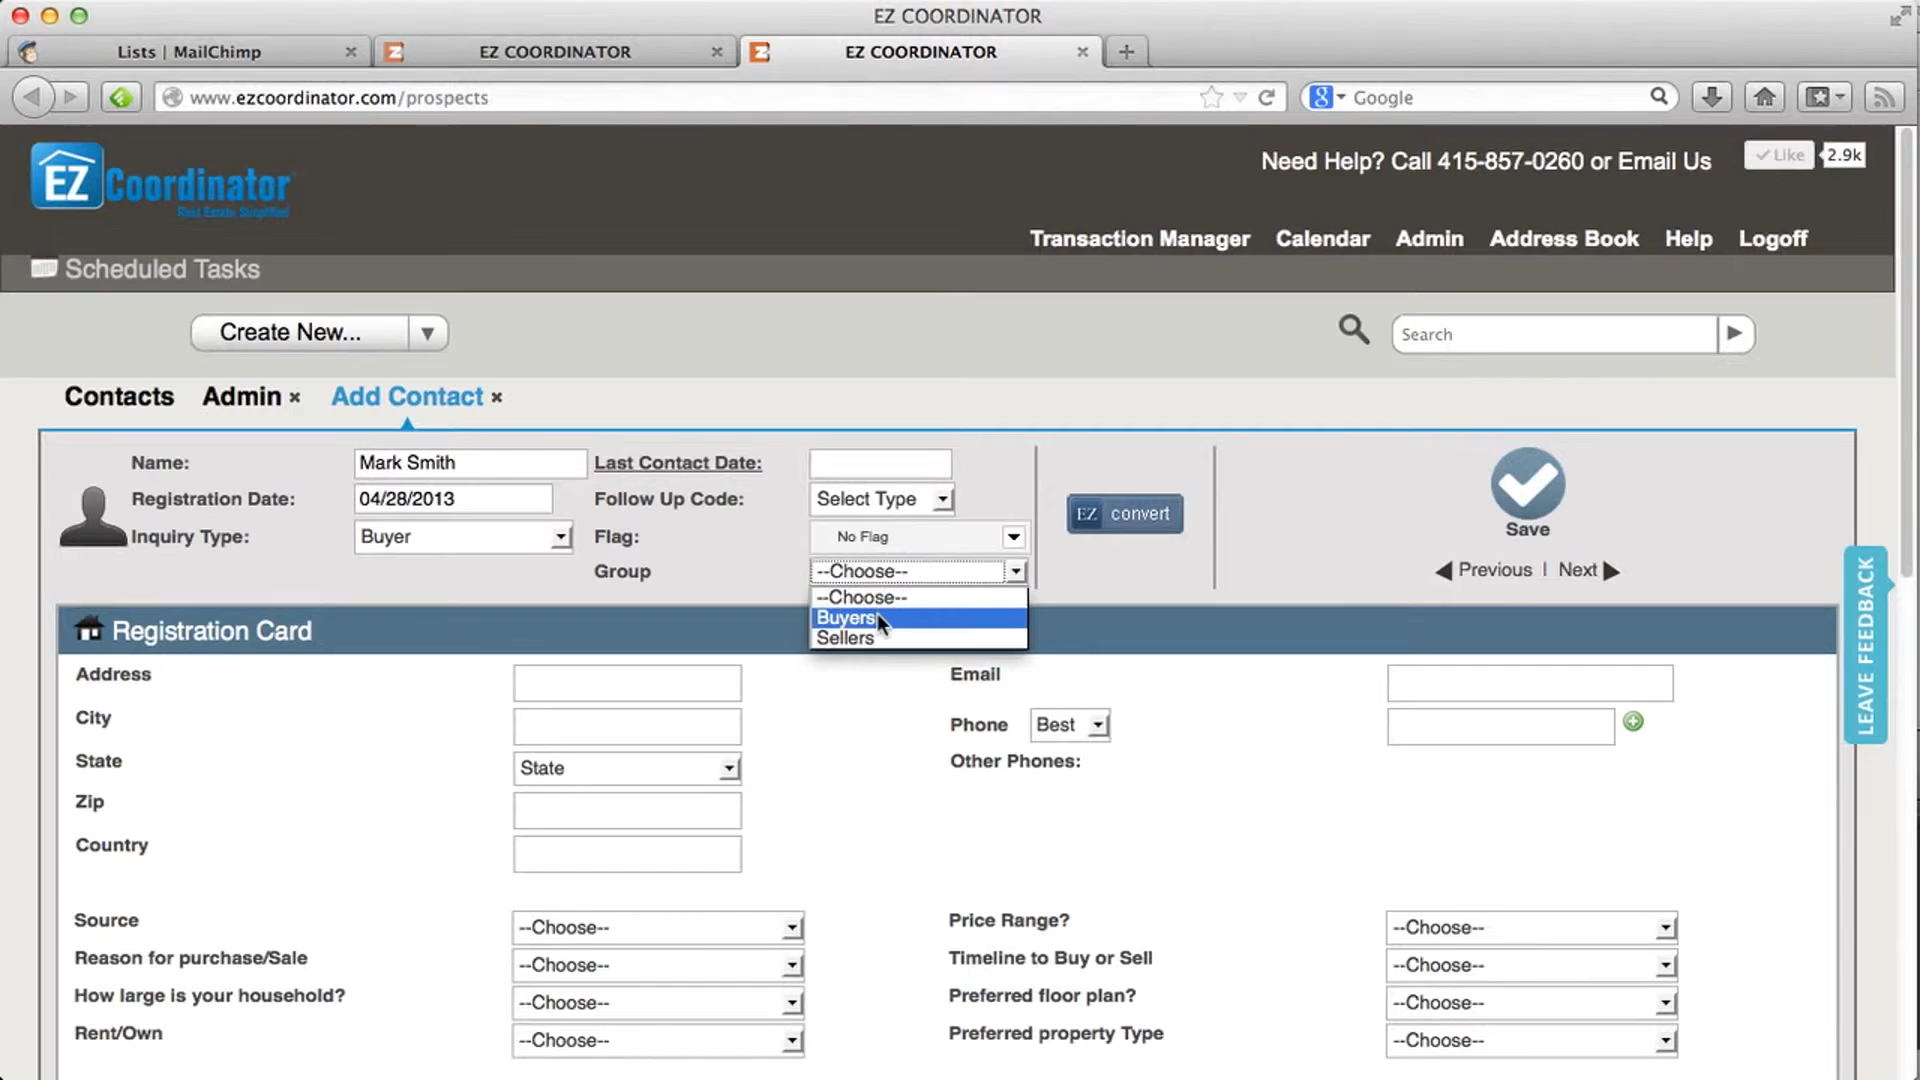 EZ COORDINATOR
Lists | MailChimp
EZ COORDINATOR
EZ COORDINATOR
www.ezcoordinator.com/prospects
Google
EZ Coordinator
Real Estate Simplified
Need Help? Call 415-857-0260 or Email Us
Like 2.9k
Transaction Manager Calendar Admin Address Book Help Logoff
Scheduled Tasks
Create New...
Search
Contacts Admin × Add Contact ×
Name: Mark Smith Last Contact Date:
Registration Date: 04/28/2013 Follow Up Code: Select Type
Inquiry Type: Buyer Flag: No Flag
Group --Choose--
--Choose--
Buyers
Sellers
EZ convert
Save
Previous | Next
LEAVE FEEDBACK
Registration Card
Address Email
City Phone Best
State State Other Phones:
Zip
Country
Source --Choose-- Price Range? --Choose--
Reason for purchase/Sale --Choose-- Timeline to Buy or Sell --Choose--
How large is your household? --Choose-- Preferred floor plan? --Choose--
Rent/Own --Choose-- Preferred property Type --Choose--